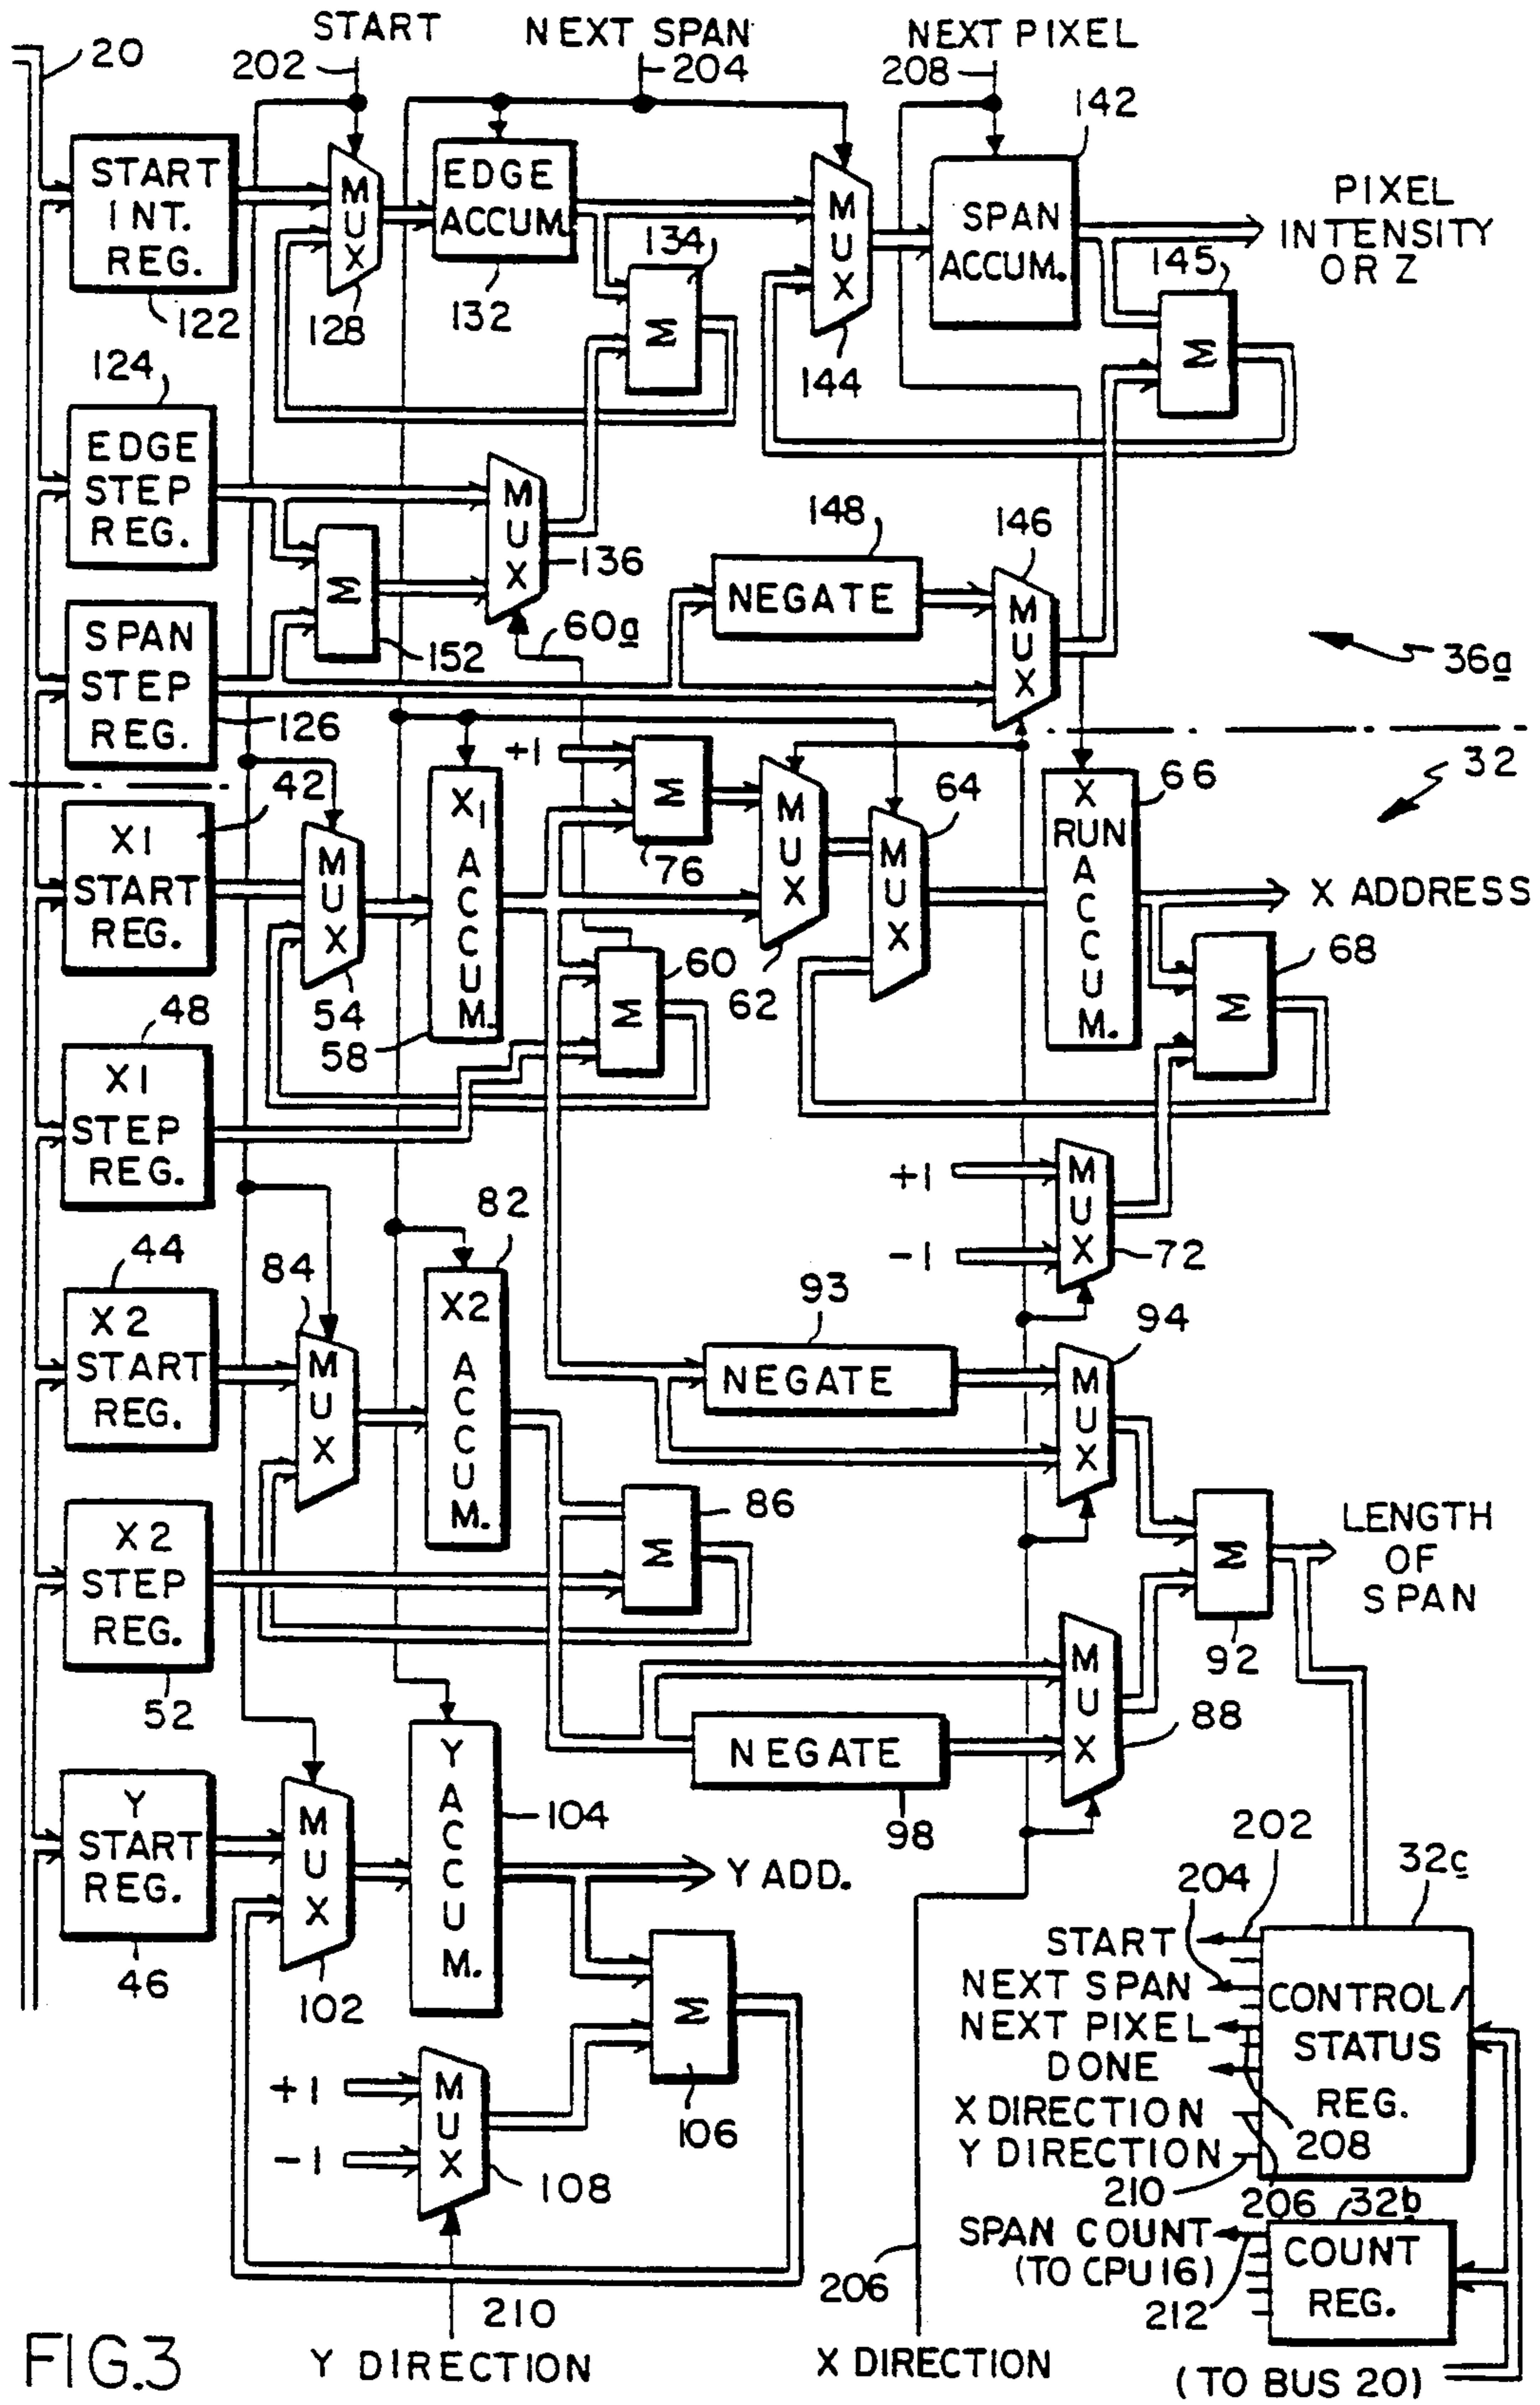 START
NEXT SPAN
NEXT PIXEL
20
202
204
208
142
START
INT.
REG.
122
MUX
128
EDGE
ACCUM.
132
134
Σ
MUX
144
SPAN
ACCUM.
PIXEL
INTENSITY
OR Z
145
Σ
124
EDGE
STEP
REG.
MUX
136
Σ
152
60a
148
NEGATE
146
MUX
36a
SPAN
STEP
REG.
126
32
42
X1
START
REG.
MUX
54
X1
ACCUM.
58
+1
Σ
76
MUX
62
64
MUX
66
X
RUN
ACCUM.
X ADDRESS
60
Σ
68
Σ
48
X1
STEP
REG.
+1
-1
MUX
72
44
X2
START
REG.
84
MUX
82
X2
ACCUM.
93
NEGATE
94
MUX
86
Σ
X2
STEP
REG.
52
Σ
92
LENGTH
OF
SPAN
MUX
88
NEGATE
98
Y
START
REG.
46
MUX
102
Y
ACCUM.
104
Y ADD.
Σ
106
+1
-1
MUX
108
210
Y DIRECTION
206
X DIRECTION
202
204
32c
START
NEXT SPAN
NEXT PIXEL
DONE
X DIRECTION
Y DIRECTION
CONTROL/
STATUS
REG.
208
210
206
32b
SPAN COUNT
(TO CPU 16)
212
COUNT
REG.
(TO BUS 20)
FIG.3